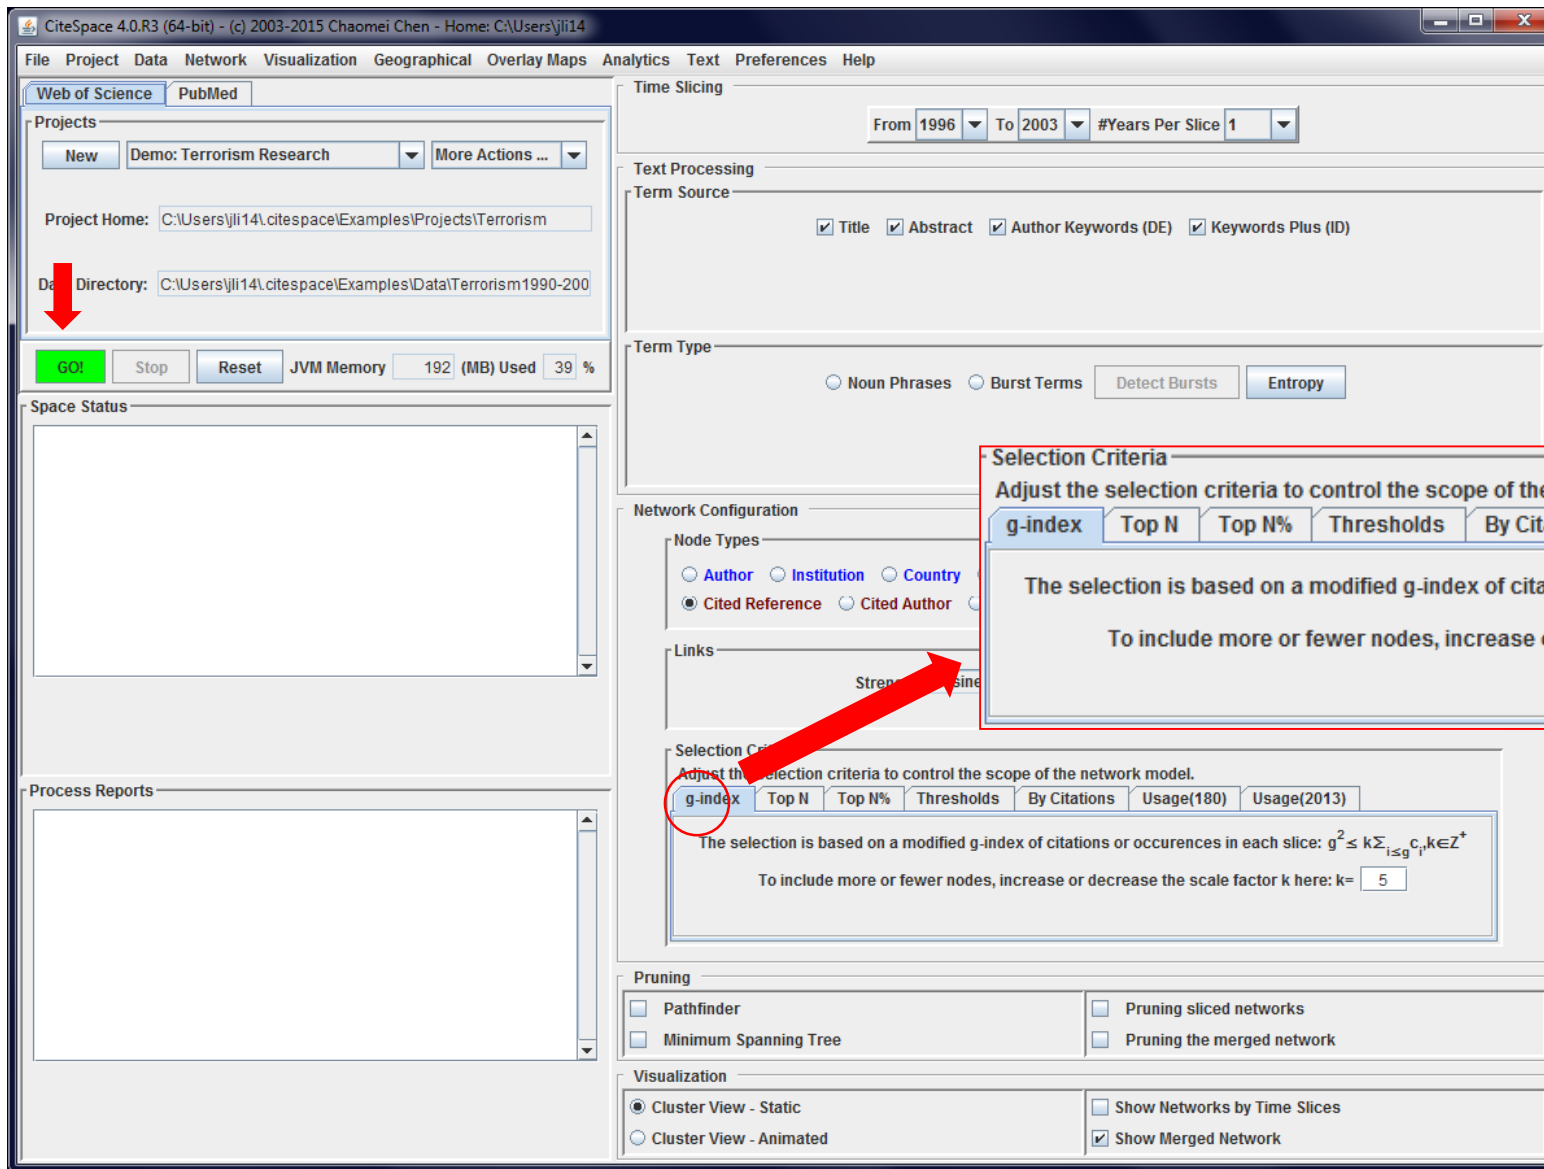 CiteSpace 4.0.R3 (64-bit) - (c) 2003-2015 Chaomei Chen - Home: C:\Users\jli14
File Project Data Network Visualization Geographical Overlay Maps Analytics Text Preferences Help
Web of Science PubMed
Projects
New Demo: Terrorism Research More Actions ...
Project Home: C:\Users\jli14\.citespace\Examples\Projects\Terrorism
Directory: C:\Users\jli14\.citespace\Examples\Data\Terrorism1990-200
GO! Stop Reset JVM Memory 192 (MB) Used 39 %
Space Status
Process Reports
Time Slicing
From 1996 To 2003 #Years Per Slice 1
Text Processing
Term Source
Title Abstract Author Keywords (DE) Keywords Plus (ID)
Term Type
Noun Phrases Burst Terms Detect Bursts Entropy
Network Configuration
Node Types
Author Institution Country
Cited Reference Cited Author
Links
Selection Criteria
Adjust the selection criteria to control the scope of the
g-index Top N Top N% Thresholds By Cit
The selection is based on a modified g-index of cita
To include more or fewer nodes, increase
Selection
Adjust the selection criteria to control the scope of the network model.
g-index Top N Top N% Thresholds By Citations Usage(180) Usage(2013)
The selection is based on a modified g-index of citations or occurences in each slice: g²≤ kΣi≤g ci,k∈Z⁺
To include more or fewer nodes, increase or decrease the scale factor k here: k= 5
Pruning
Pathfinder Pruning sliced networks
Minimum Spanning Tree Pruning the merged network
Visualization
Cluster View - Static Show Networks by Time Slices
Cluster View - Animated Show Merged Network